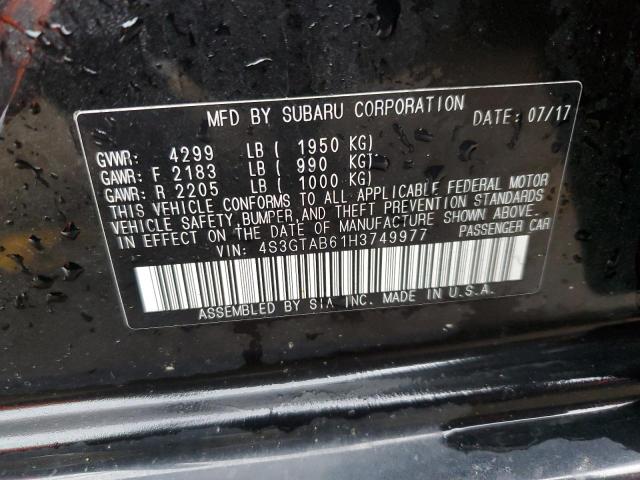 MFD BY SUBARU CORPORATION DATE: 07/17
GVWR: 4299 LB ( 1950 KG)
GAWR: F 2183 LB ( 990 KG)
GAWR: R 2205 LB ( 1000 KG)
THIS VEHICLE CONFORMS TO ALL APPLICABLE FEDERAL MOTOR
VEHICLE SAFETY, BUMPER, AND THEFT PREVENTION STANDARDS
IN EFFECT ON THE DATE OF MANUFACTURE SHOWN ABOVE.
VIN: 4S3GTAB61H3749977 PASSENGER CAR
ASSEMBLED BY SIA INC. MADE IN U.S.A.